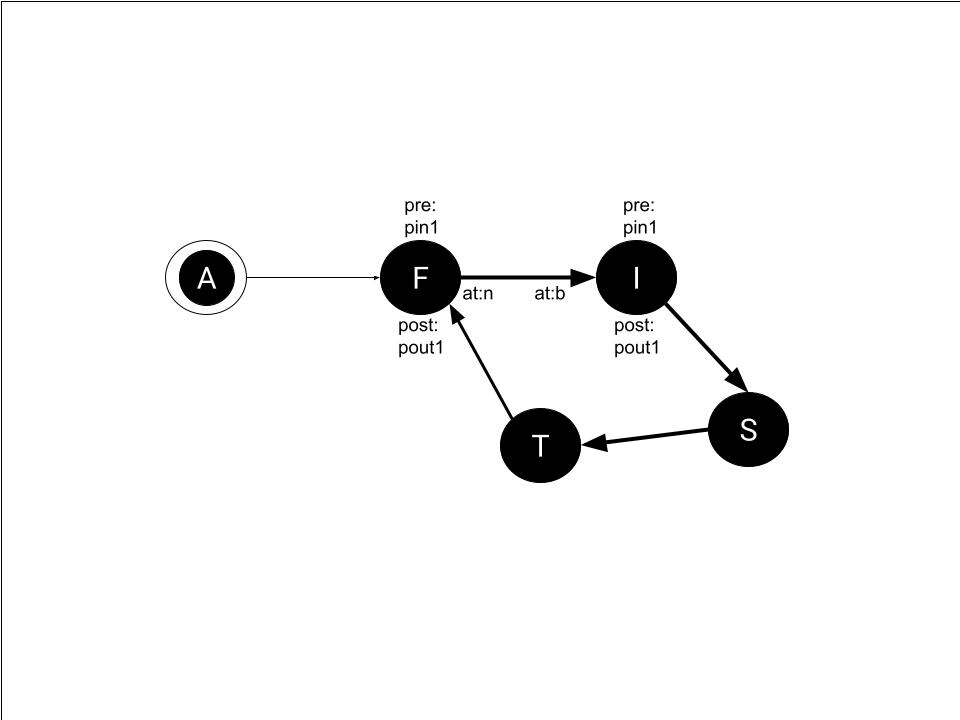 pre:
pin1
pre:
pin1
A
F
I
at:n
at:b
post:
pout1
post:
pout1
T
S